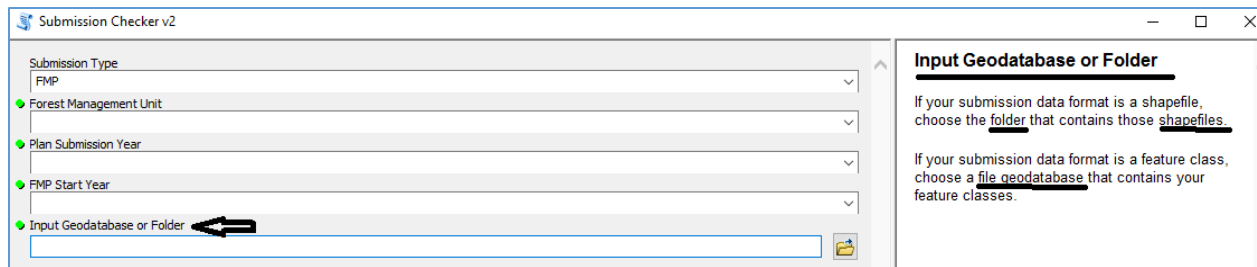 Submission Checker v2
Submission Type
FMP
Forest Management Unit
Plan Submission Year
FMP Start Year
Input Geodatabase or Folder
Input Geodatabase or Folder
If your submission data format is a shapefile,
choose the folder that contains those shapefiles.
If your submission data format is a feature class,
choose a file geodatabase that contains your
feature classes.